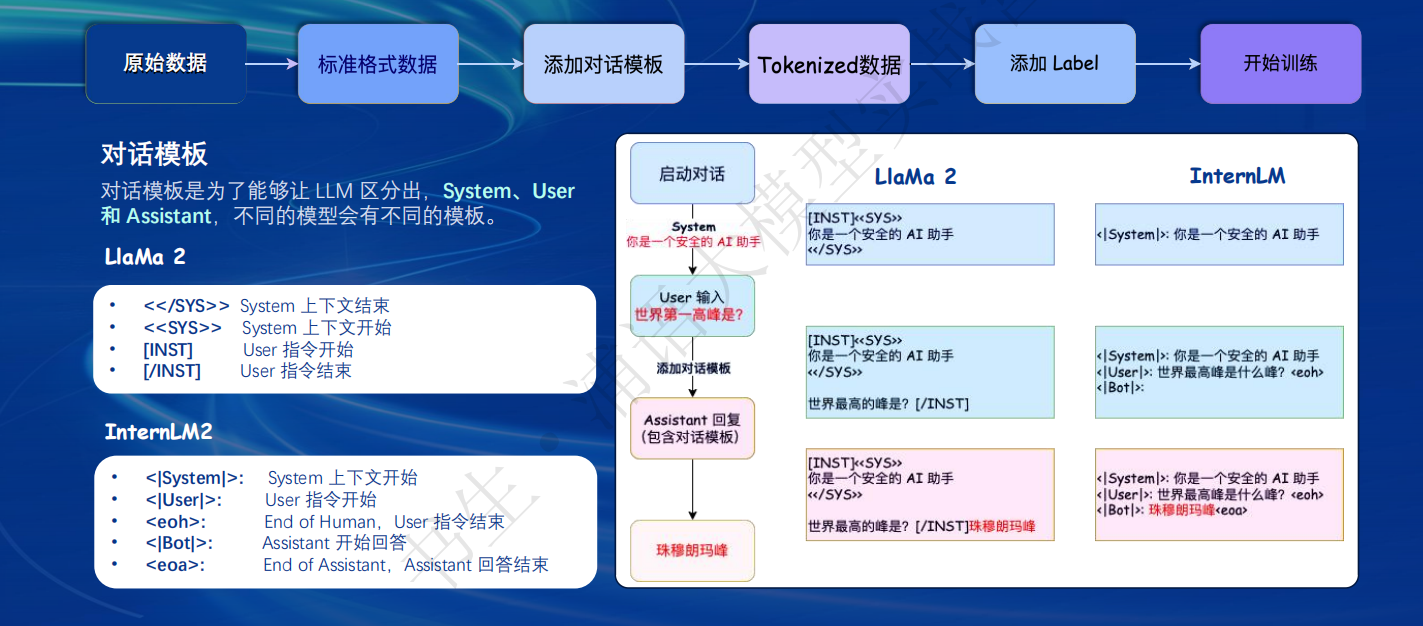 原始数据
标准格式数据
添加对话模板
Tokenized数据
添加 Label
开始训练
对话模板
对话模板是为了能够让 LLM 区分出，System、User
和 Assistant，不同的模型会有不同的模板。
LlaMa 2
• <</SYS>> System 上下文结束
• <<SYS>> System 上下文开始
• [INST] User 指令开始
• [/INST] User 指令结束
InternLM2
• <|System|>: System 上下文开始
• <|User|>: User 指令开始
• <eoh>: End of Human，User 指令结束
• <|Bot|>: Assistant 开始回答
• <eoa>: End of Assistant，Assistant 回答结束
启动对话
System
你是一个安全的 AI 助手
User 输入
世界第一高峰是?
添加对话模板
Assistant 回复
(包含对话模板)
珠穆朗玛峰
LlaMa 2
[INST]<<SYS>>
你是一个安全的 AI 助手
<</SYS>>
[INST]<<SYS>>
你是一个安全的 AI 助手
<</SYS>>
世界最高的峰是? [/INST]
[INST]<<SYS>>
你是一个安全的 AI 助手
<</SYS>>
世界最高的峰是? [/INST]珠穆朗玛峰
InternLM
<|System|>: 你是一个安全的 AI 助手
<|System|>: 你是一个安全的 AI 助手
<|User|>: 世界最高峰是什么峰? <eoh>
<|Bot|>:
<|System|>: 你是一个安全的 AI 助手
<|User|>: 世界最高峰是什么峰? <eoh>
<|Bot|>: 珠穆朗玛峰<eoa>
书生·浦语大模型实战